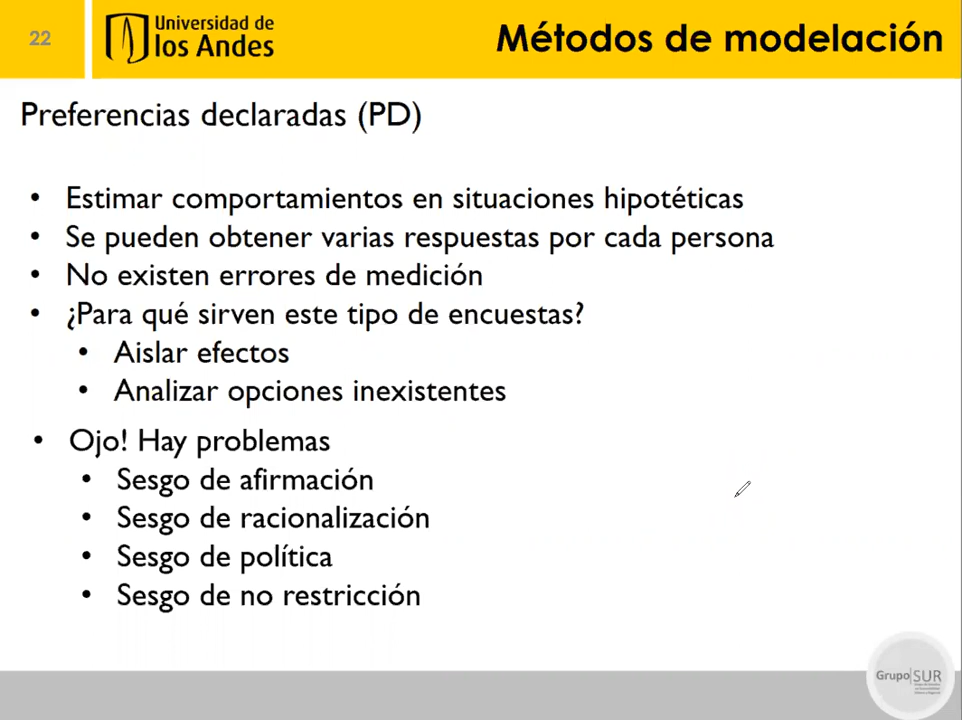 22
Universidad de
los Andes
Métodos de modelación
Preferencias declaradas (PD)
• Estimar comportamientos en situaciones hipotéticas
• Se pueden obtener varias respuestas por cada persona
• No existen errores de medición
• ¿Para qué sirven este tipo de encuestas?
• Aislar efectos
• Analizar opciones inexistentes
• Ojo! Hay problemas
• Sesgo de afirmación
• Sesgo de racionalización
• Sesgo de política
• Sesgo de no restricción
Grupo|SUR